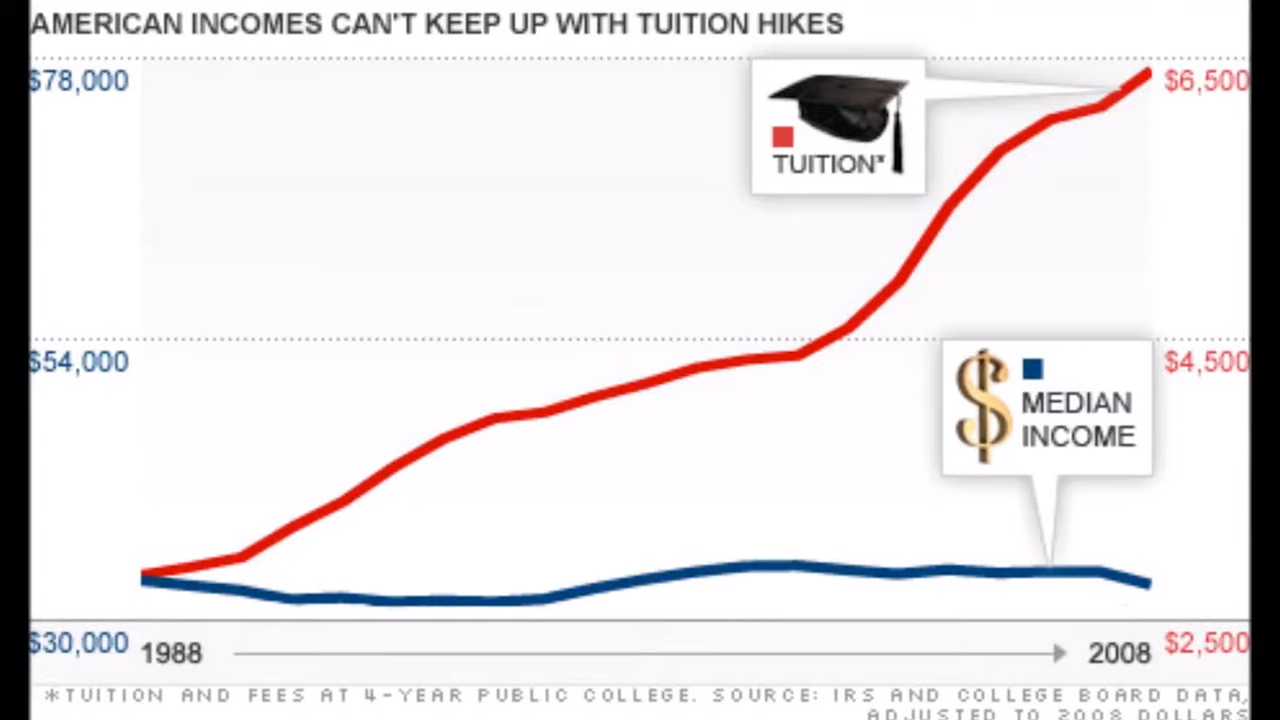 AMERICAN INCOMES CAN'T KEEP UP WITH TUITION HIKES
$78,000
$6,500
TUITION*
$54,000
$4,500
MEDIAN
INCOME
$30,000
1988
2008
$2,500
*TUITION AND FEES AT 4-YEAR PUBLIC COLLEGE. SOURCE: IRS AND COLLEGE BOARD DATA,
ADJUSTED TO 2008 DOLLARS